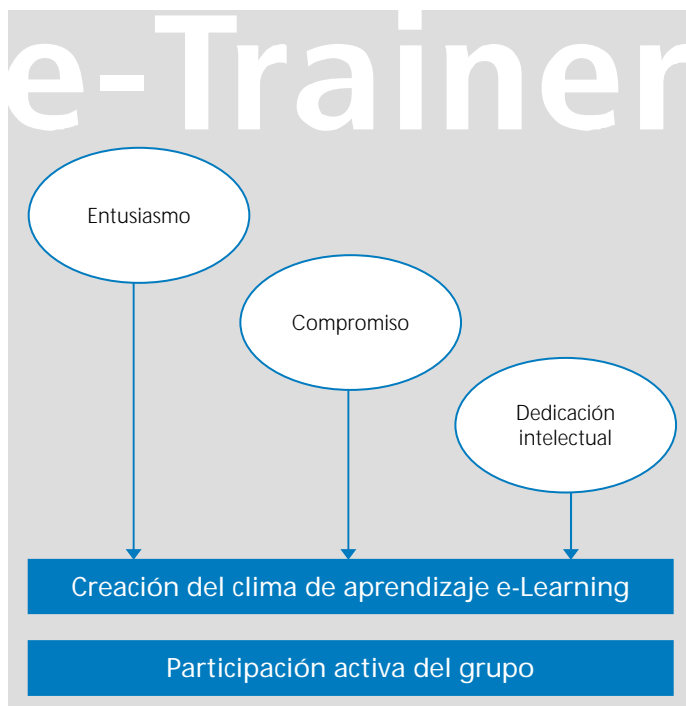 e-Trainer
Entusiasmo
Compromiso
Dedicación
intelectual
Creación del clima de aprendizaje e-Learning
Participación activa del grupo